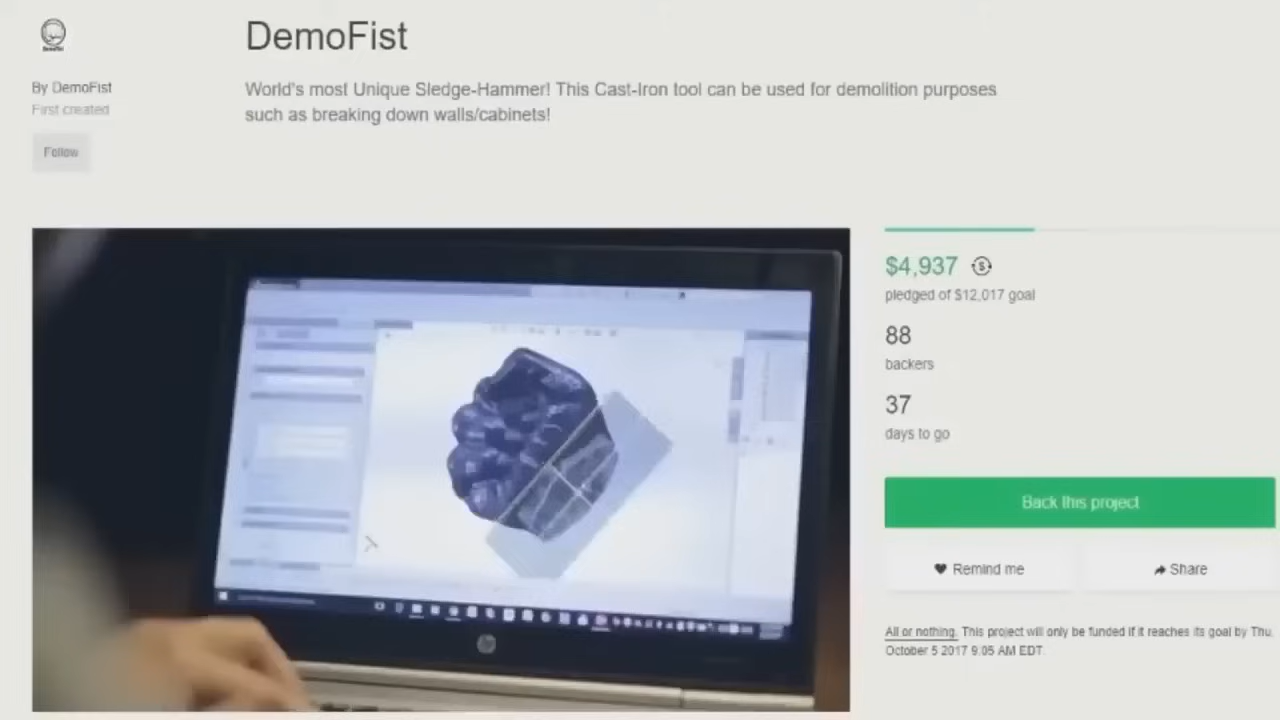 DemoFist
World's most Unique Sledge-Hammer! This Cast-Iron tool can be used for demolition purposes
such as breaking down walls/cabinets!
By DemoFist
First created
Follow
$4,937
pledged of $12,017 goal
88
backers
37
days to go
Back this project
Remind me
Share
All or nothing. This project will only be funded if it reaches its goal by Thu,
October 5 2017 9:05 AM EDT.